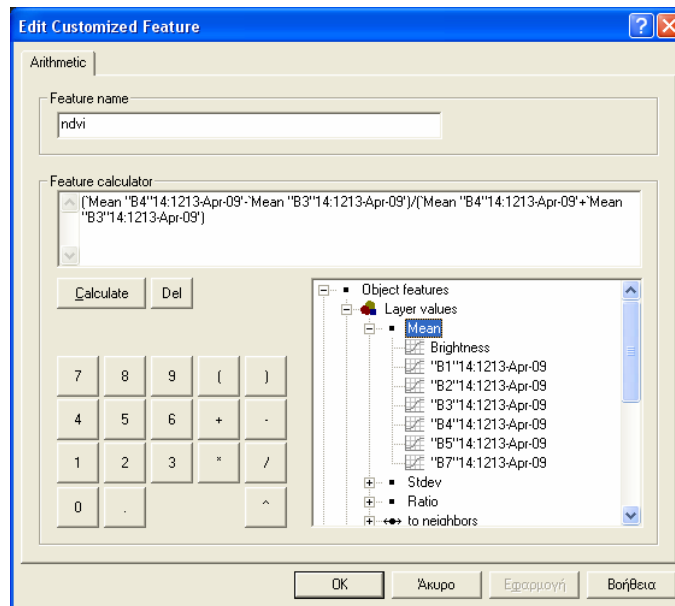 Edit Customized Feature
Arithmetic
Feature name
ndvi
Feature calculator
(`Mean "B4"14:1213-Apr-09'-`Mean "B3"14:1213-Apr-09')/(`Mean "B4"14:1213-Apr-09'+`Mean
"B3"14:1213-Apr-09')
Calculate Del
7 8 9 ( )
4 5 6 + -
1 2 3 * /
0 . ^
Object features
Layer values
Mean
Brightness
"B1"14:1213-Apr-09
"B2"14:1213-Apr-09
"B3"14:1213-Apr-09
"B4"14:1213-Apr-09
"B5"14:1213-Apr-09
"B7"14:1213-Apr-09
Stdev
Ratio
to neighbors
OK Άκυρο Εφαρμογή Βοήθεια